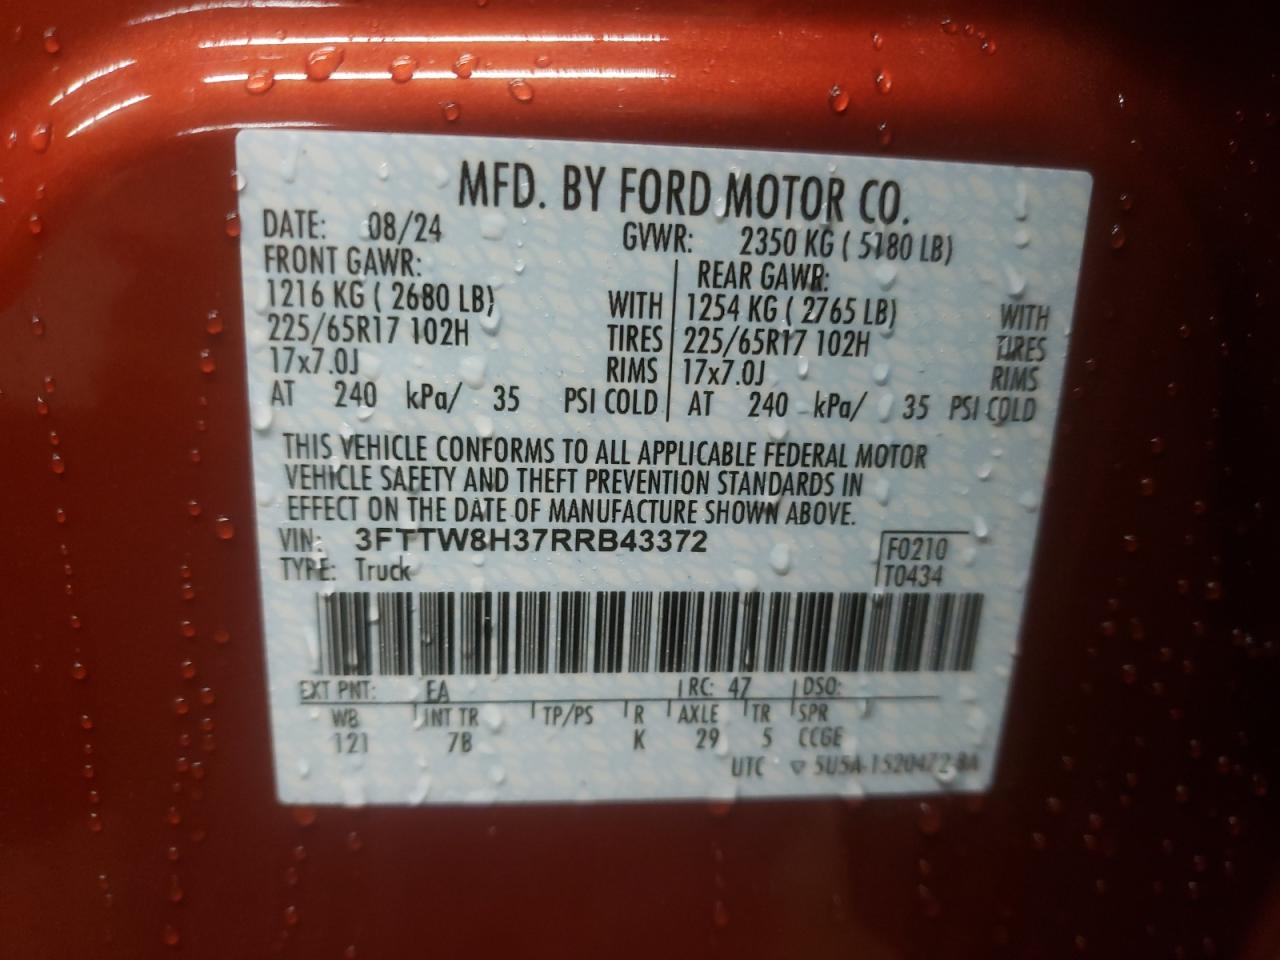 MFD. BY FORD MOTOR CO.
DATE: 08/24 GVWR: 2350 KG ( 5180 LB)
FRONT GAWR: REAR GAWR:
1216 KG ( 2680 LB) WITH 1254 KG ( 2765 LB) WITH
225/65R17 102H TIRES 225/65R17 102H TIRES
17x7.0J RIMS 17x7.0J RIMS
AT 240 kPa/ 35 PSI COLD AT 240 kPa/ 35 PSI COLD
THIS VEHICLE CONFORMS TO ALL APPLICABLE FEDERAL MOTOR
VEHICLE SAFETY AND THEFT PREVENTION STANDARDS IN
EFFECT ON THE DATE OF MANUFACTURE SHOWN ABOVE.
VIN: 3FTTW8H37RRB43372 F0210
TYPE: Truck T0434
EXT PNT: EA RC: 47 DSO:
WB INT TR TP/PS R AXLE TR SPR
121 7B K 29 5 CCGE
UTC ▽ 5U5A-1520472-BA